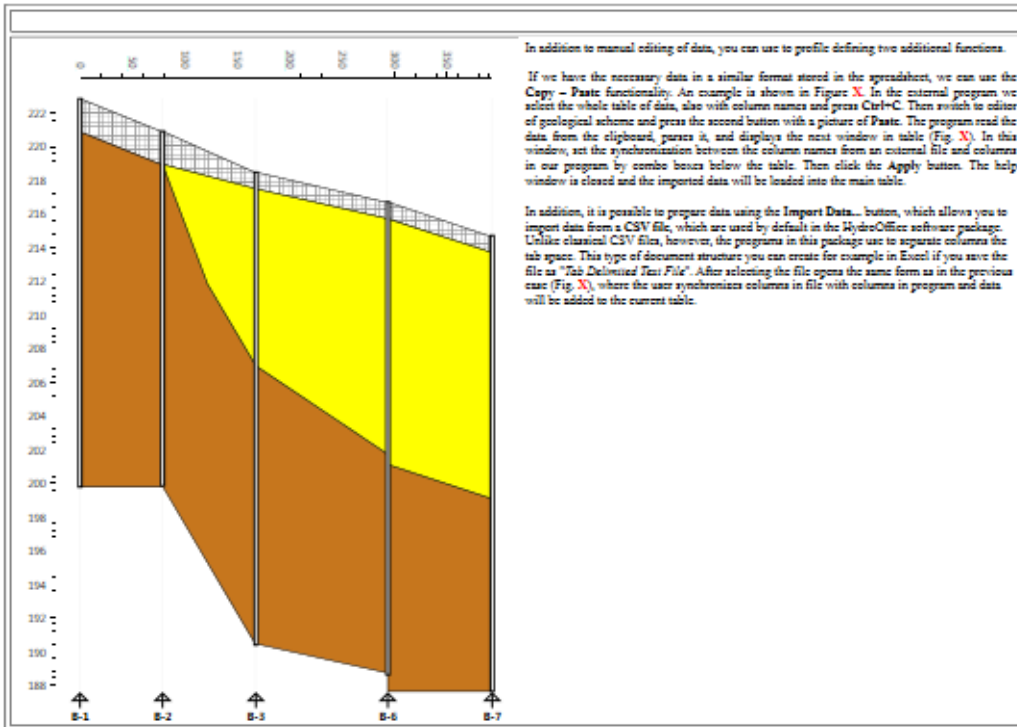 0 50 100 150 200 250 300 350
222
220
218
216
214
212
210
208
206
204
202
200
198
196
194
192
190
188
B-1 B-2 B-3 B-6 B-7
In addition to manual editing of data, you can use to profile defining two additional functions.
If we have the necessary data in a similar format stored in the spreadsheet, we can use the
Copy – Paste functionality. An example is shown in Figure X. In the external program we
select the whole table of data, also with column names and press Ctrl+C. Then switch to editor
of geological scheme and press the second button with a picture of Paste. The program read the
data from the clipboard, parses it, and displays the next window in table (Fig. X). In this
window, set the synchronization between the column names from an external file and columns
in our program by combo boxes below the table. Then click the Apply button. The help
window is closed and the imported data will be loaded into the main table.
In addition, it is possible to prepare data using the Import Data... button, which allows you to
import data from a CSV file, which are used by default in the HydroOffice software package.
Unlike classical CSV files, however, the programs in this package use to separate columns the
tab space. This type of document structure you can create for example in Excel if you save the
file as "Tab Delimited Text File". After selecting the file opens the same form as in the previous
case (Fig. X), where the user synchronizes columns in file with columns in program and data
will be added to the current table.